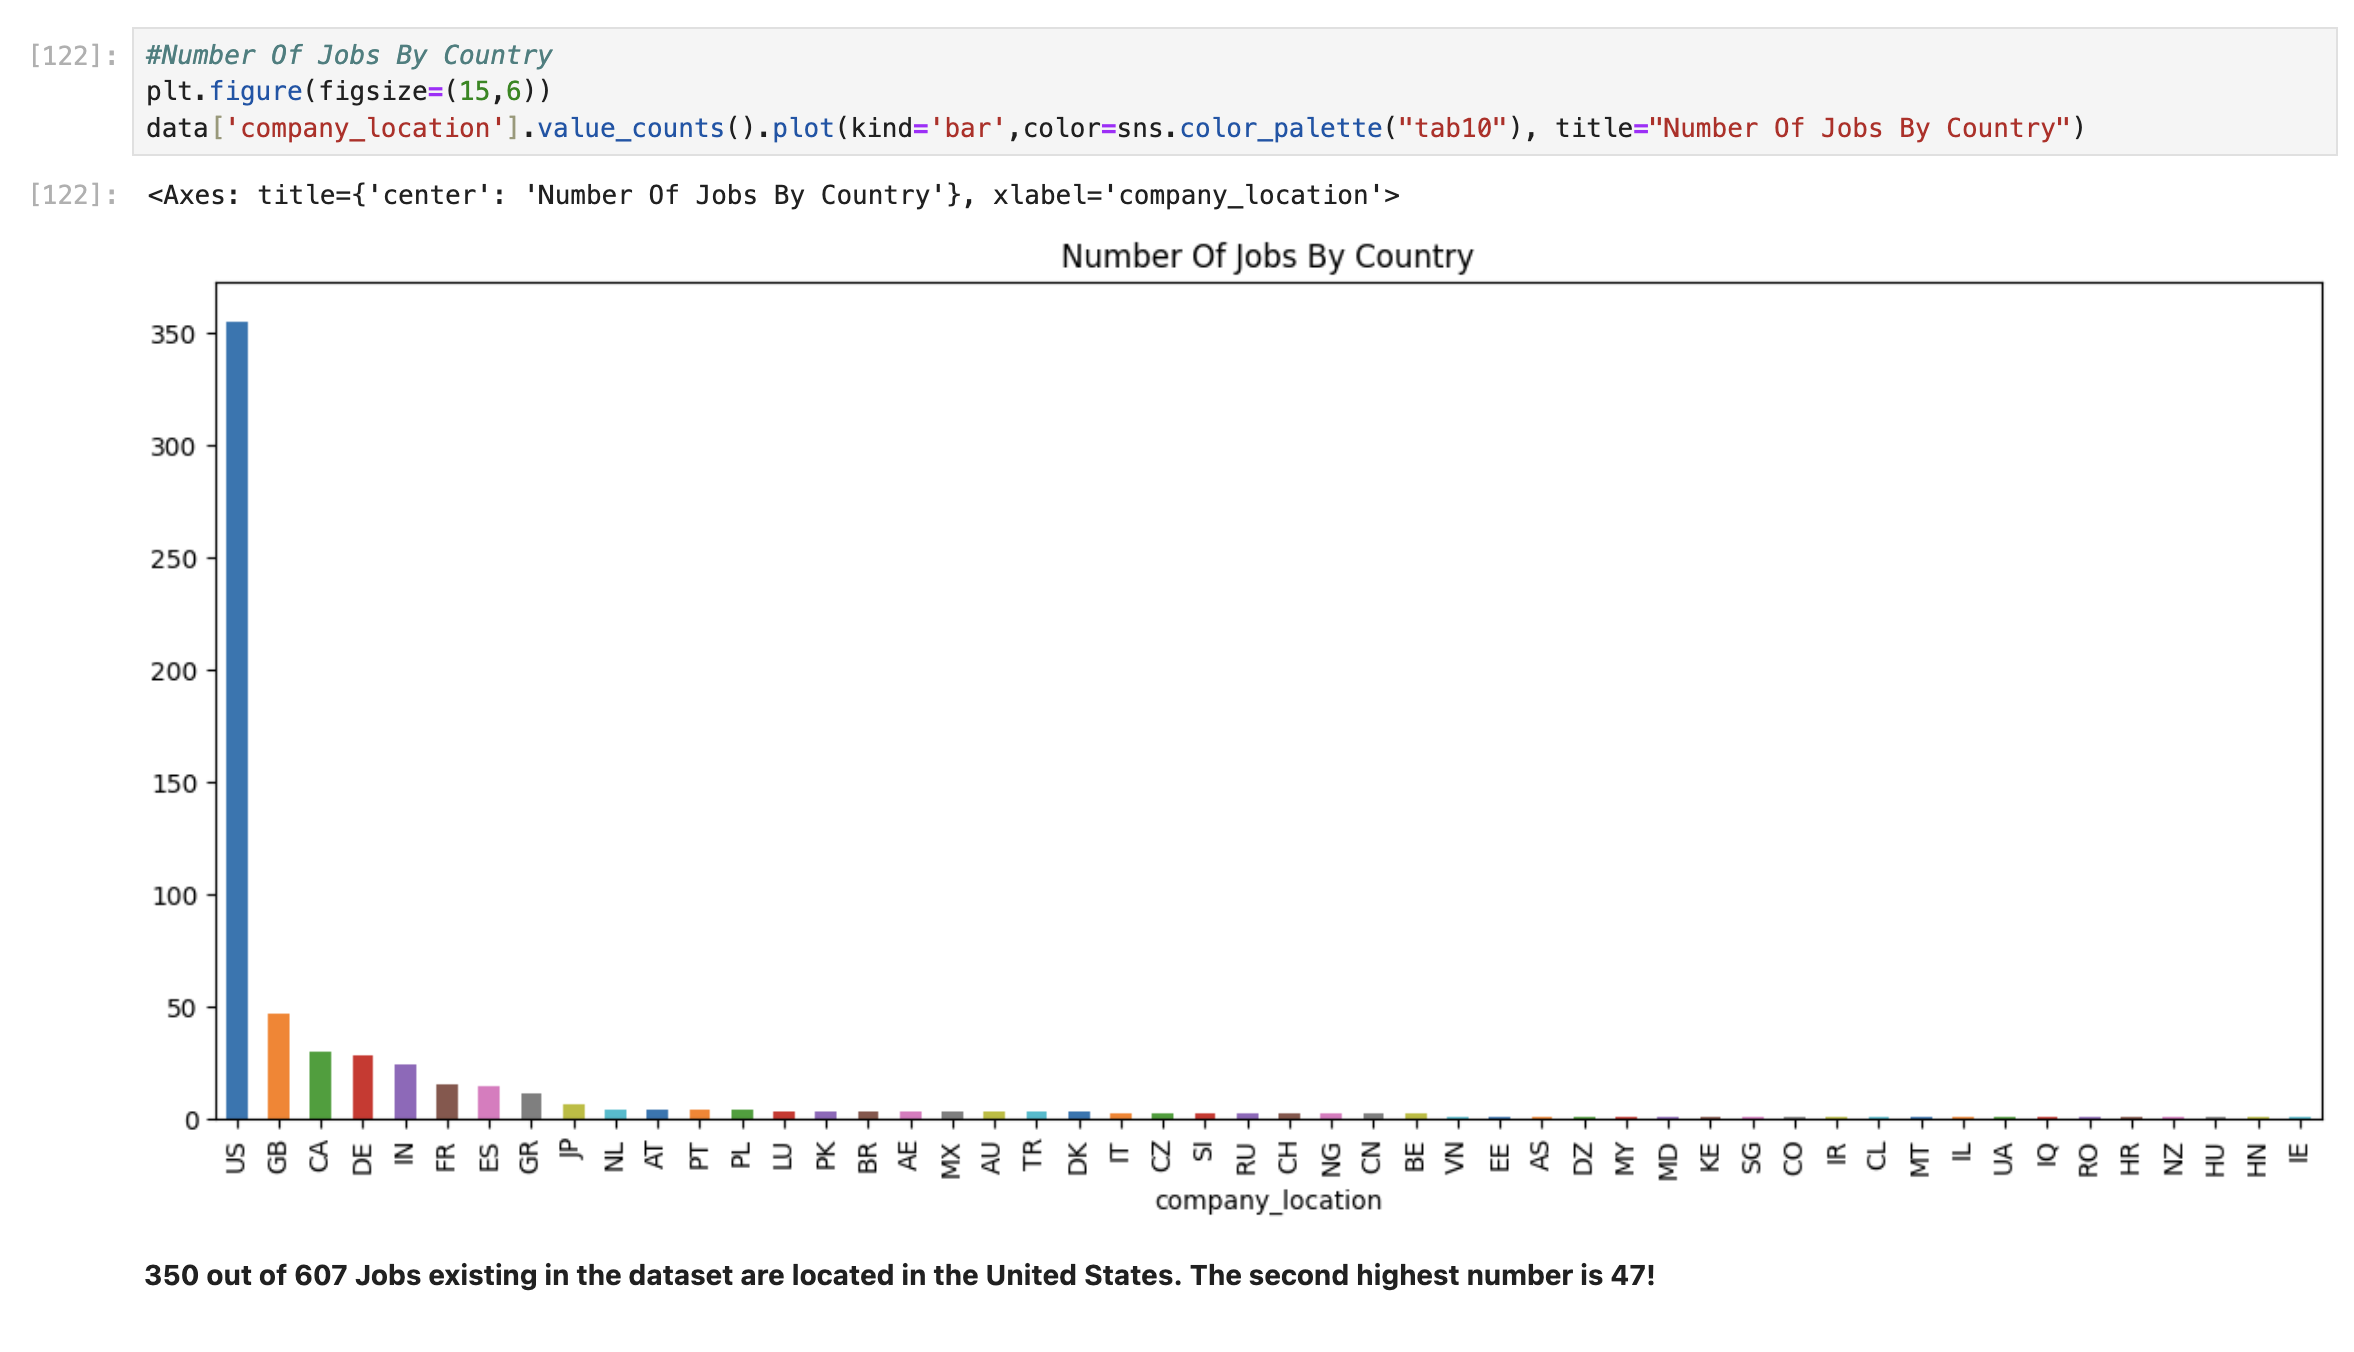 [122]: #Number Of Jobs By Country
plt.figure(figsize=(15,6))
data['company_location'].value_counts().plot(kind='bar',color=sns.color_palette("tab10"), title="Number Of Jobs By Country")
[122]: <Axes: title={'center': 'Number Of Jobs By Country'}, xlabel='company_location'>
Number Of Jobs By Country
350
300
250
200
150
100
50
0
US GB CA DE IN FR ES GR JP NL AT PT PL LU PK BR AE MX AU TR DK IT CZ SI RU CH NG CN BE VN EE AS DZ MY MD KE SG CO IR CL MT IL UA IQ RO HR NZ HU HN IE
company_location
350 out of 607 Jobs existing in the dataset are located in the United States. The second highest number is 47!